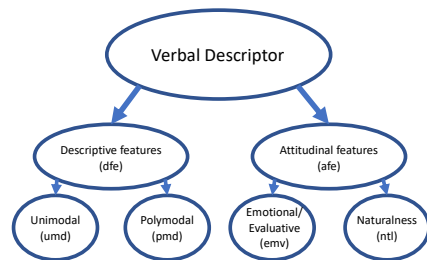 Verbal Descriptor
Descriptive features
(dfe)
Attitudinal features
(afe)
Unimodal
(umd)
Polymodal
(pmd)
Emotional/
Evaluative
(emv)
Naturalness
(ntl)